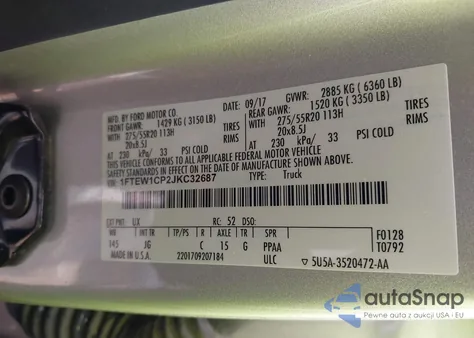 MFD. BY FORD MOTOR CO. DATE: 09/17 GVWR: 2885 KG (6360 LB)
FRONT GAWR: 1429 KG (3150 LB) REAR GAWR: 1520 KG (3350 LB)
WITH 275/55R20 113H TIRES WITH 275/55R20 113H TIRES
20x8.5J RIMS 20x8.5J RIMS
AT 230 kPa/ 33 PSI COLD AT 230 kPa/ 33 PSI COLD
THIS VEHICLE CONFORMS TO ALL APPLICABLE FEDERAL MOTOR VEHICLE
SAFETY STANDARDS IN EFFECT ON THE DATE OF MANUFACTURE SHOWN ABOVE.
VIN: 1FTEW1CP2JKC32687 TYPE: Truck
EXT PNT: UX RC: 52 DSO: F0128
WB INT TR TP/PS R AXLE TR SPR T0792
145 JG C 15 G PPAA
MADE IN U.S.A. 22017092071B4 ULC ▽ 5U5A-3520472-AA
autoSnap
Pewne auto z USA - EU